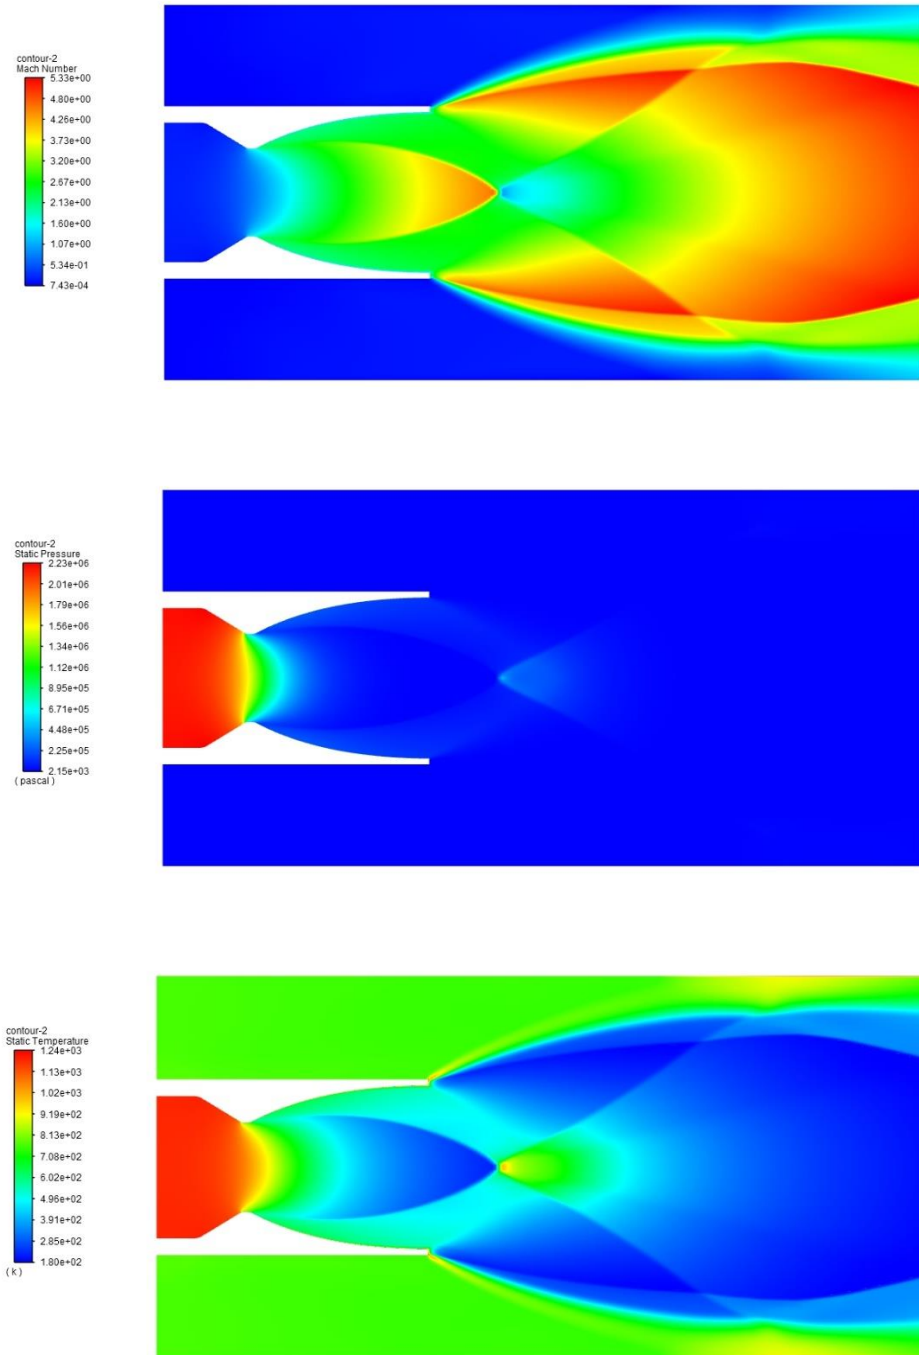 contour-2
Mach Number
5.33e+00
4.80e+00
4.26e+00
3.73e+00
3.20e+00
2.67e+00
2.13e+00
1.60e+00
1.07e+00
5.34e-01
7.43e-04
contour-2
Static Pressure
2.23e+06
2.01e+06
1.79e+06
1.56e+06
1.34e+06
1.12e+06
8.95e+05
6.71e+05
4.48e+05
2.25e+05
2.15e+03
( pascal )
contour-2
Static Temperature
1.24e+03
1.13e+03
1.02e+03
9.19e+02
8.13e+02
7.08e+02
6.02e+02
4.96e+02
3.91e+02
2.85e+02
1.80e+02
( k )